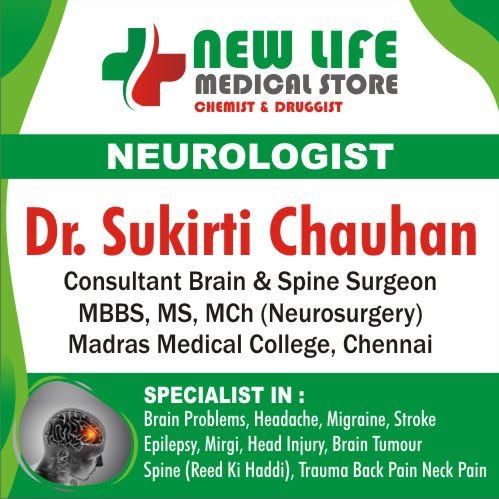 NEW LIFE
MEDICAL STORE
CHEMIST & DRUGGIST
NEUROLOGIST
Dr. Sukirti Chauhan
Consultant Brain & Spine Surgeon
MBBS, MS, MCh (Neurosurgery)
Madras Medical College, Chennai
SPECIALIST IN :
Brain Problems, Headache, Migraine, Stroke
Epilepsy, Mirgi, Head Injury, Brain Tumour
Spine (Reed Ki Haddi), Trauma Back Pain Neck Pain